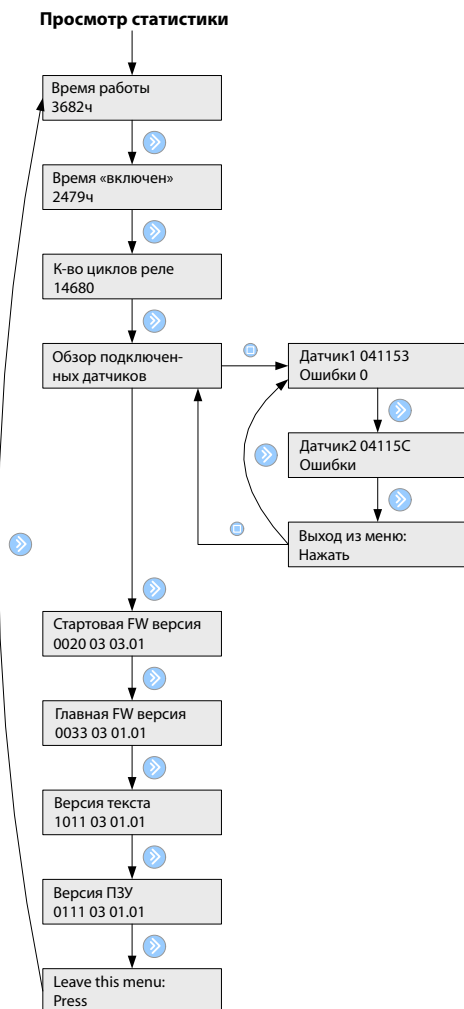 Просмотр статистики
Время работы
3682ч
Время «включен»
2479ч
К-во циклов реле
14680
Обзор подключен-
ных датчиков
Датчик1 041153
Ошибки 0
Датчик2 04115C
Ошибки
Выход из меню:
Нажать
Стартовая FW версия
0020 03 03.01
Главная FW версия
0033 03 01.01
Версия текста
1011 03 01.01
Версия ПЗУ
0111 03 01.01
Leave this menu:
Press